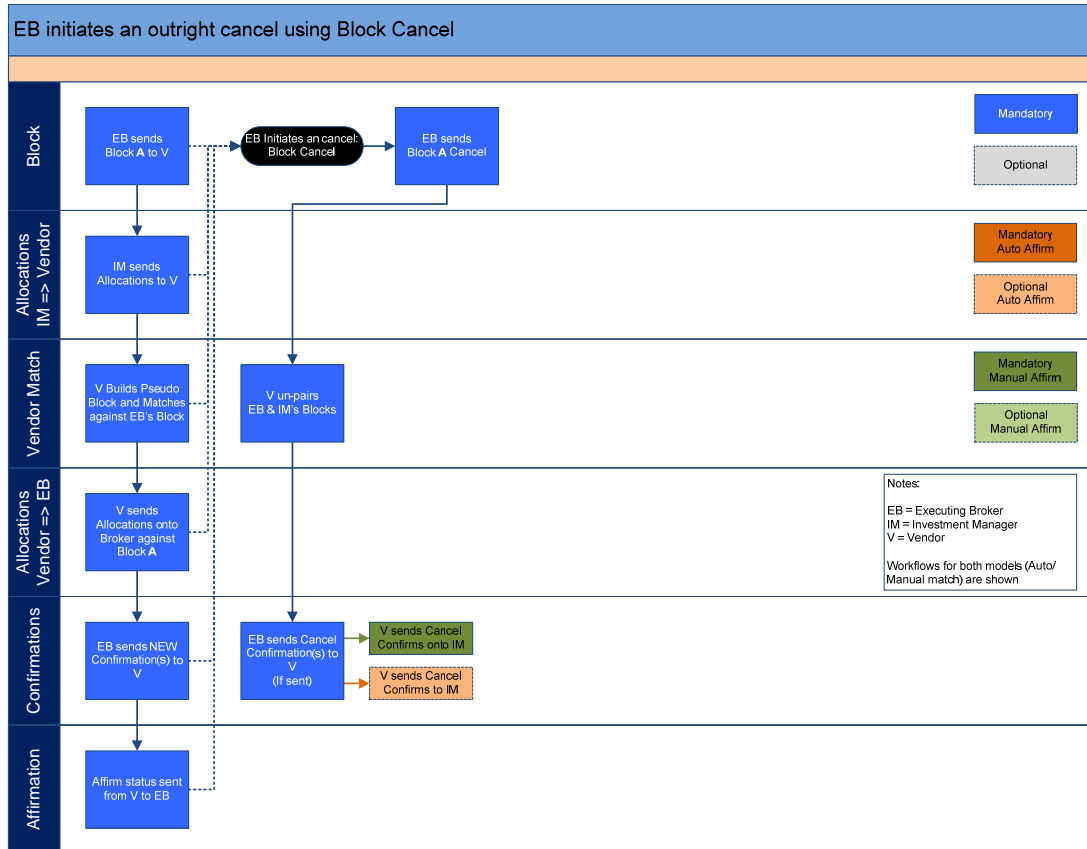 EB initiates an outright cancel using Block Cancel
Block
EB sends
Block A to V
EB Initiates an cancel:
Block Cancel
EB sends
Block A Cancel
Mandatory
Optional
Allocations
IM => Vendor
IM sends
Allocations to V
Mandatory
Auto Affirm
Optional
Auto Affirm
Vendor Match
V Builds Pseudo
Block and Matches
against EB's Block
V un-pairs
EB & IM's Blocks
Mandatory
Manual Affirm
Optional
Manual Affirm
Allocations
Vendor => EB
V sends
Allocations onto
Broker against
Block A
Notes:
EB = Executing Broker
IM = Investment Manager
V = Vendor
Workflows for both models (Auto/
Manual match) are shown
Confirmations
EB sends NEW
Confirmation(s) to
V
EB sends Cancel
Confirmation(s) to
V
(If sent)
V sends Cancel
Confirms onto IM
V sends Cancel
Confirms to IM
Affirmation
Affirm status sent
from V to EB